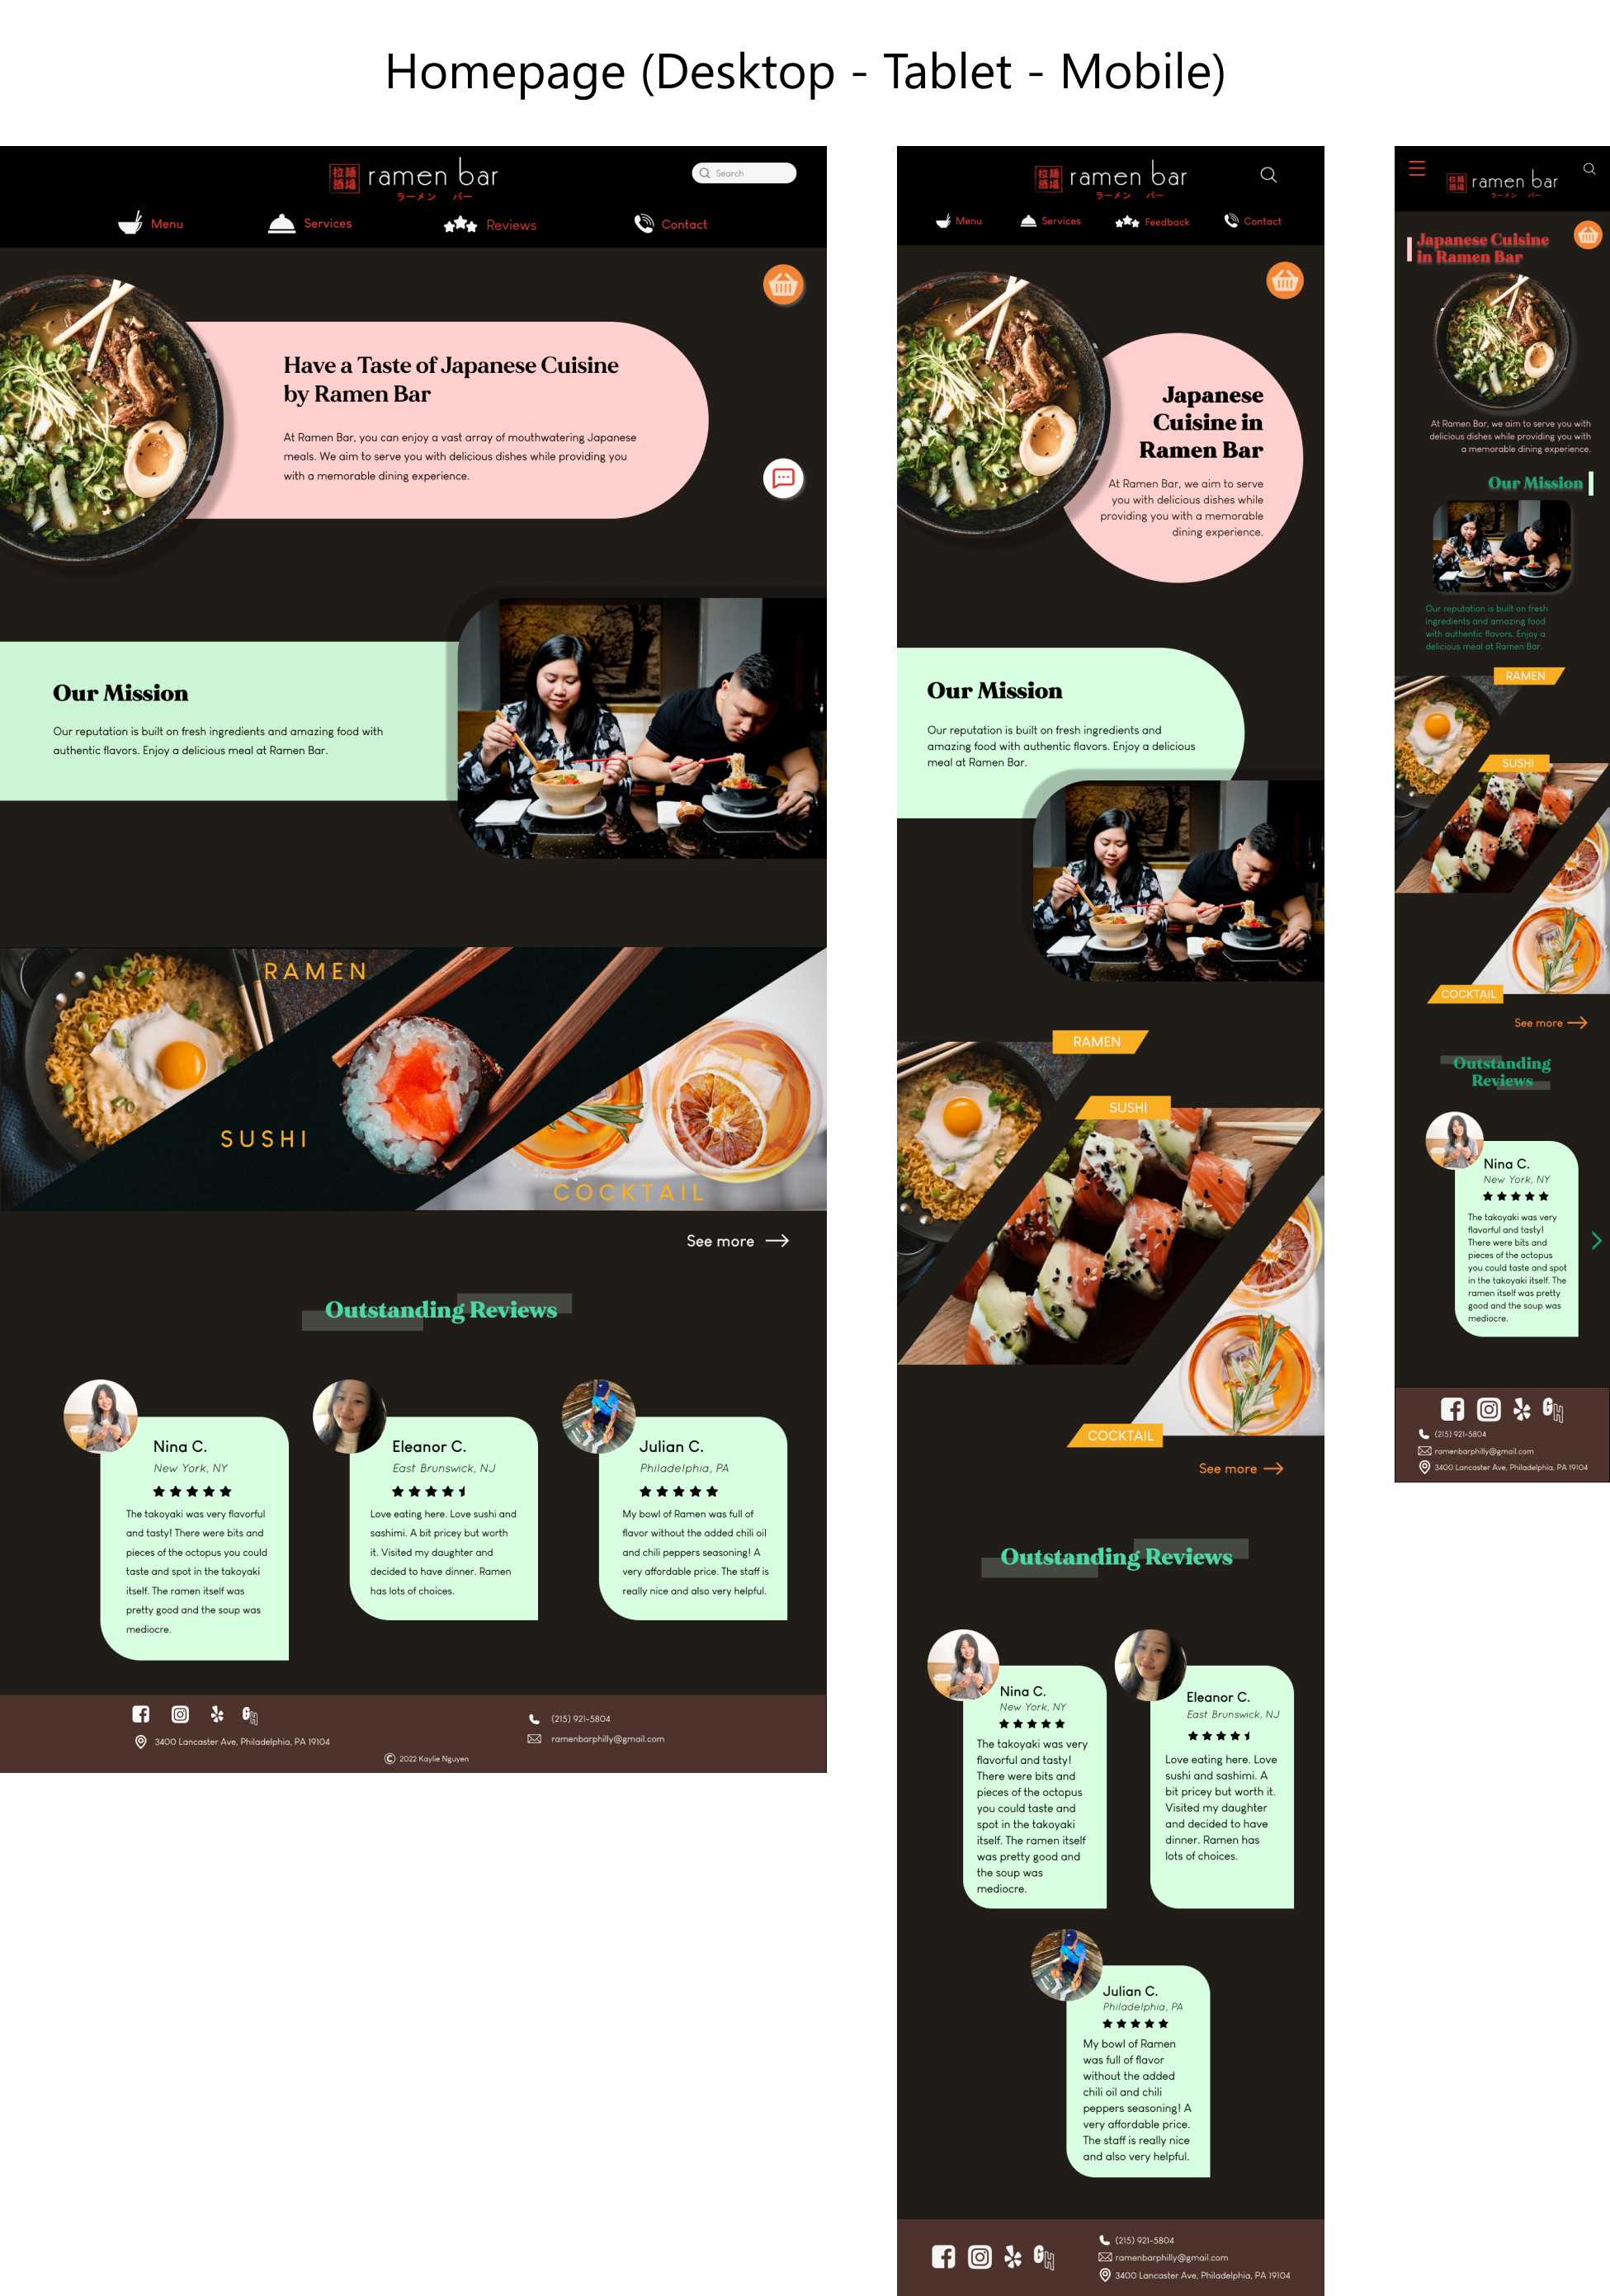 Homepage (Desktop - Tablet - Mobile)
拉麺
酒場
ramen bar
ラーメン バー
Search
Menu
Services
Reviews
Contact
Have a Taste of Japanese Cuisine
by Ramen Bar
At Ramen Bar, you can enjoy a vast array of mouthwatering Japanese
meals. We aim to serve you with delicious dishes while providing you
with a memorable dining experience.
Our Mission
Our reputation is built on fresh ingredients and amazing food with
authentic flavors. Enjoy a delicious meal at Ramen Bar.
RAMEN
SUSHI
COCKTAIL
See more
Outstanding Reviews
Nina C.
New York, NY
The takoyaki was very flavorful
and tasty! There were bits and
pieces of the octopus you could
taste and spot in the takoyaki
itself. The ramen itself was
pretty good and the soup was
mediocre.
Eleanor C.
East Brunswick, NJ
Love eating here. Love sushi and
sashimi. A bit pricey but worth
it. Visited my daughter and
decided to have dinner. Ramen
has lots of choices.
Julian C.
Philadelphia, PA
My bowl of Ramen was full of
flavor without the added chili oil
and chili peppers seasoning! A
very affordable price. The staff is
really nice and also very helpful.
3400 Lancaster Ave, Philadelphia, PA 19104
(215) 921-5804
ramenbarphilly@gmail.com
© 2022 Kaylie Nguyen
拉麺
酒場
ramen bar
ラーメン バー
Menu
Services
Feedback
Contact
Japanese
Cuisine in
Ramen Bar
At Ramen Bar, we aim to serve
you with delicious dishes while
providing you with a memorable
dining experience.
Our Mission
Our reputation is built on fresh ingredients and
amazing food with authentic flavors. Enjoy a delicious
meal at Ramen Bar.
RAMEN
SUSHI
COCKTAIL
See more
Outstanding Reviews
Nina C.
New York, NY
The takoyaki was very
flavorful and tasty!
There were bits and
pieces of the octopus
you could taste and
spot in the takoyaki
itself. The ramen itself
was pretty good and
the soup was
mediocre.
Eleanor C.
East Brunswick, NJ
Love eating here. Love
sushi and sashimi. A
bit pricey but worth it.
Visited my daughter
and decided to have
dinner. Ramen has
lots of choices.
Julian C.
Philadelphia, PA
My bowl of Ramen
was full of flavor
without the added
chili oil and chili
peppers seasoning! A
very affordable price.
The staff is really nice
and also very helpful.
GH
(215) 921-5804
ramenbarphilly@gmail.com
3400 Lancaster Ave, Philadelphia, PA 19104
拉麺
酒場
ramen bar
ラーメン バー
Japanese Cuisine
in Ramen Bar
At Ramen Bar, we aim to serve you with
delicious dishes while providing you with
a memorable dining experience.
Our Mission
Our reputation is built on fresh
ingredients and amazing food
with authentic flavors. Enjoy a
delicious meal at Ramen Bar.
RAMEN
SUSHI
COCKTAIL
See more
Outstanding
Reviews
Nina C.
New York, NY
The takoyaki was very
flavorful and tasty!
There were bits and
pieces of the octopus
you could taste and spot
in the takoyaki itself. The
ramen itself was pretty
good and the soup was
mediocre.
GH
(215) 921-5804
ramenbarphilly@gmail.com
3400 Lancaster Ave, Philadelphia, PA 19104